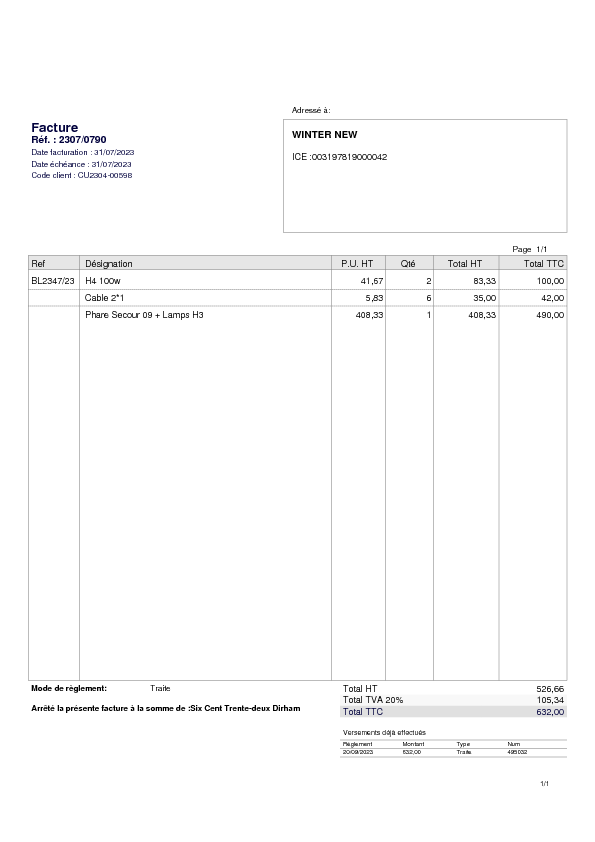 Adressé à:
Facture
Réf. : 2307/0790
Date facturation : 31/07/2023
Date échéance : 31/07/2023
Code client : CU2304-00598
WINTER NEW
ICE :003197819000042
Page 1/1
Ref Désignation P.U. HT Qté Total HT Total TTC
BL2347/23 H4 100w 41,67 2 83,33 100,00
Cable 2*1 5,83 6 35,00 42,00
Phare Secour 09 + Lamps H3 408,33 1 408,33 490,00
Mode de règlement: Traite
Arrêté la présente facture à la somme de :Six Cent Trente-deux Dirham
Total HT 526,66
Total TVA 20% 105,34
Total TTC 632,00
Versements déjà effectués
Règlement Montant Type Num
20/09/2023 632,00 Traite 495032
1/1